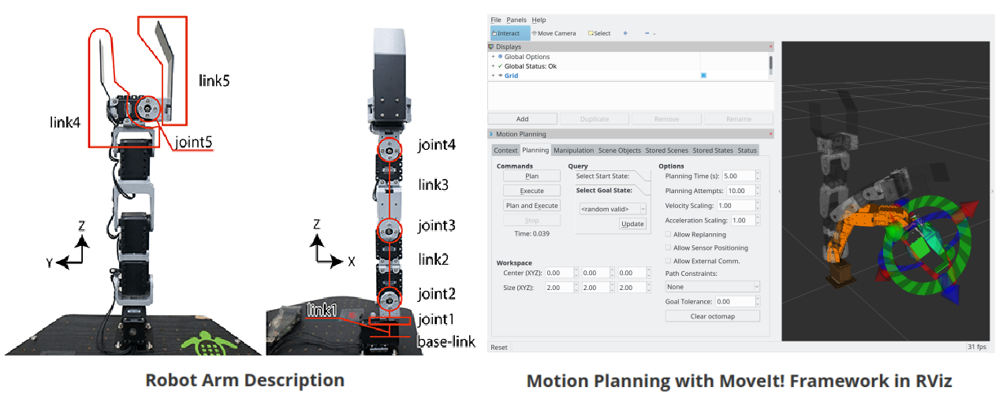 link5
link4
joint5
Z
Y
joint4
link3
joint3
Z
X
link2
joint2
link1
joint1
base-link
Robot Arm Description
File Panels Help
Interact Move Camera Select
Displays
Global Options
Global Status: Ok
Grid
Add Duplicate Remove Rename
Motion Planning
Context Planning Manipulation Scene Objects Stored Scenes Stored States Status
Commands Query Options
Plan Select Start State: Planning Time (s): 5.00
Execute Select Goal State: Planning Attempts: 10.00
Plan and Execute <random valid> Velocity Scaling: 1.00
Stop Update Acceleration Scaling: 1.00
Time: 0.039 Allow Replanning
Allow Sensor Positioning
Workspace Allow External Comm.
Center (XYZ): 0.00 0.00 0.00 Path Constraints:
Size (XYZ): 2.00 2.00 2.00 None
Goal Tolerance: 0.00
Clear octomap
Reset 31 fps
Motion Planning with MoveIt! Framework in RViz